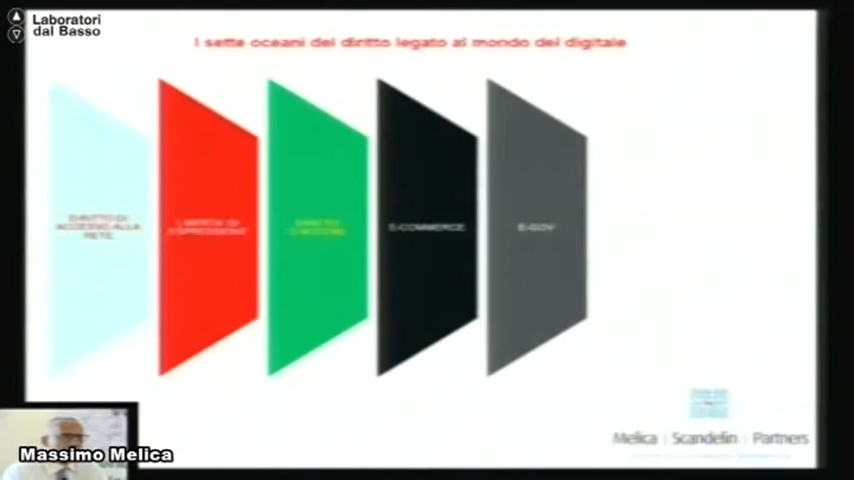 Laboratori
dal Basso
I sette oceani del diritto legato al mondo del digitale
DIRITTO DI
ACCESSO ALLA
RETE
LIBERTA' DI
ESPRESSIONE
DIRITTO
D'AUTORE
E-COMMERCE
E-GOV
Melica | Scandelin | Partners
Massimo Melica